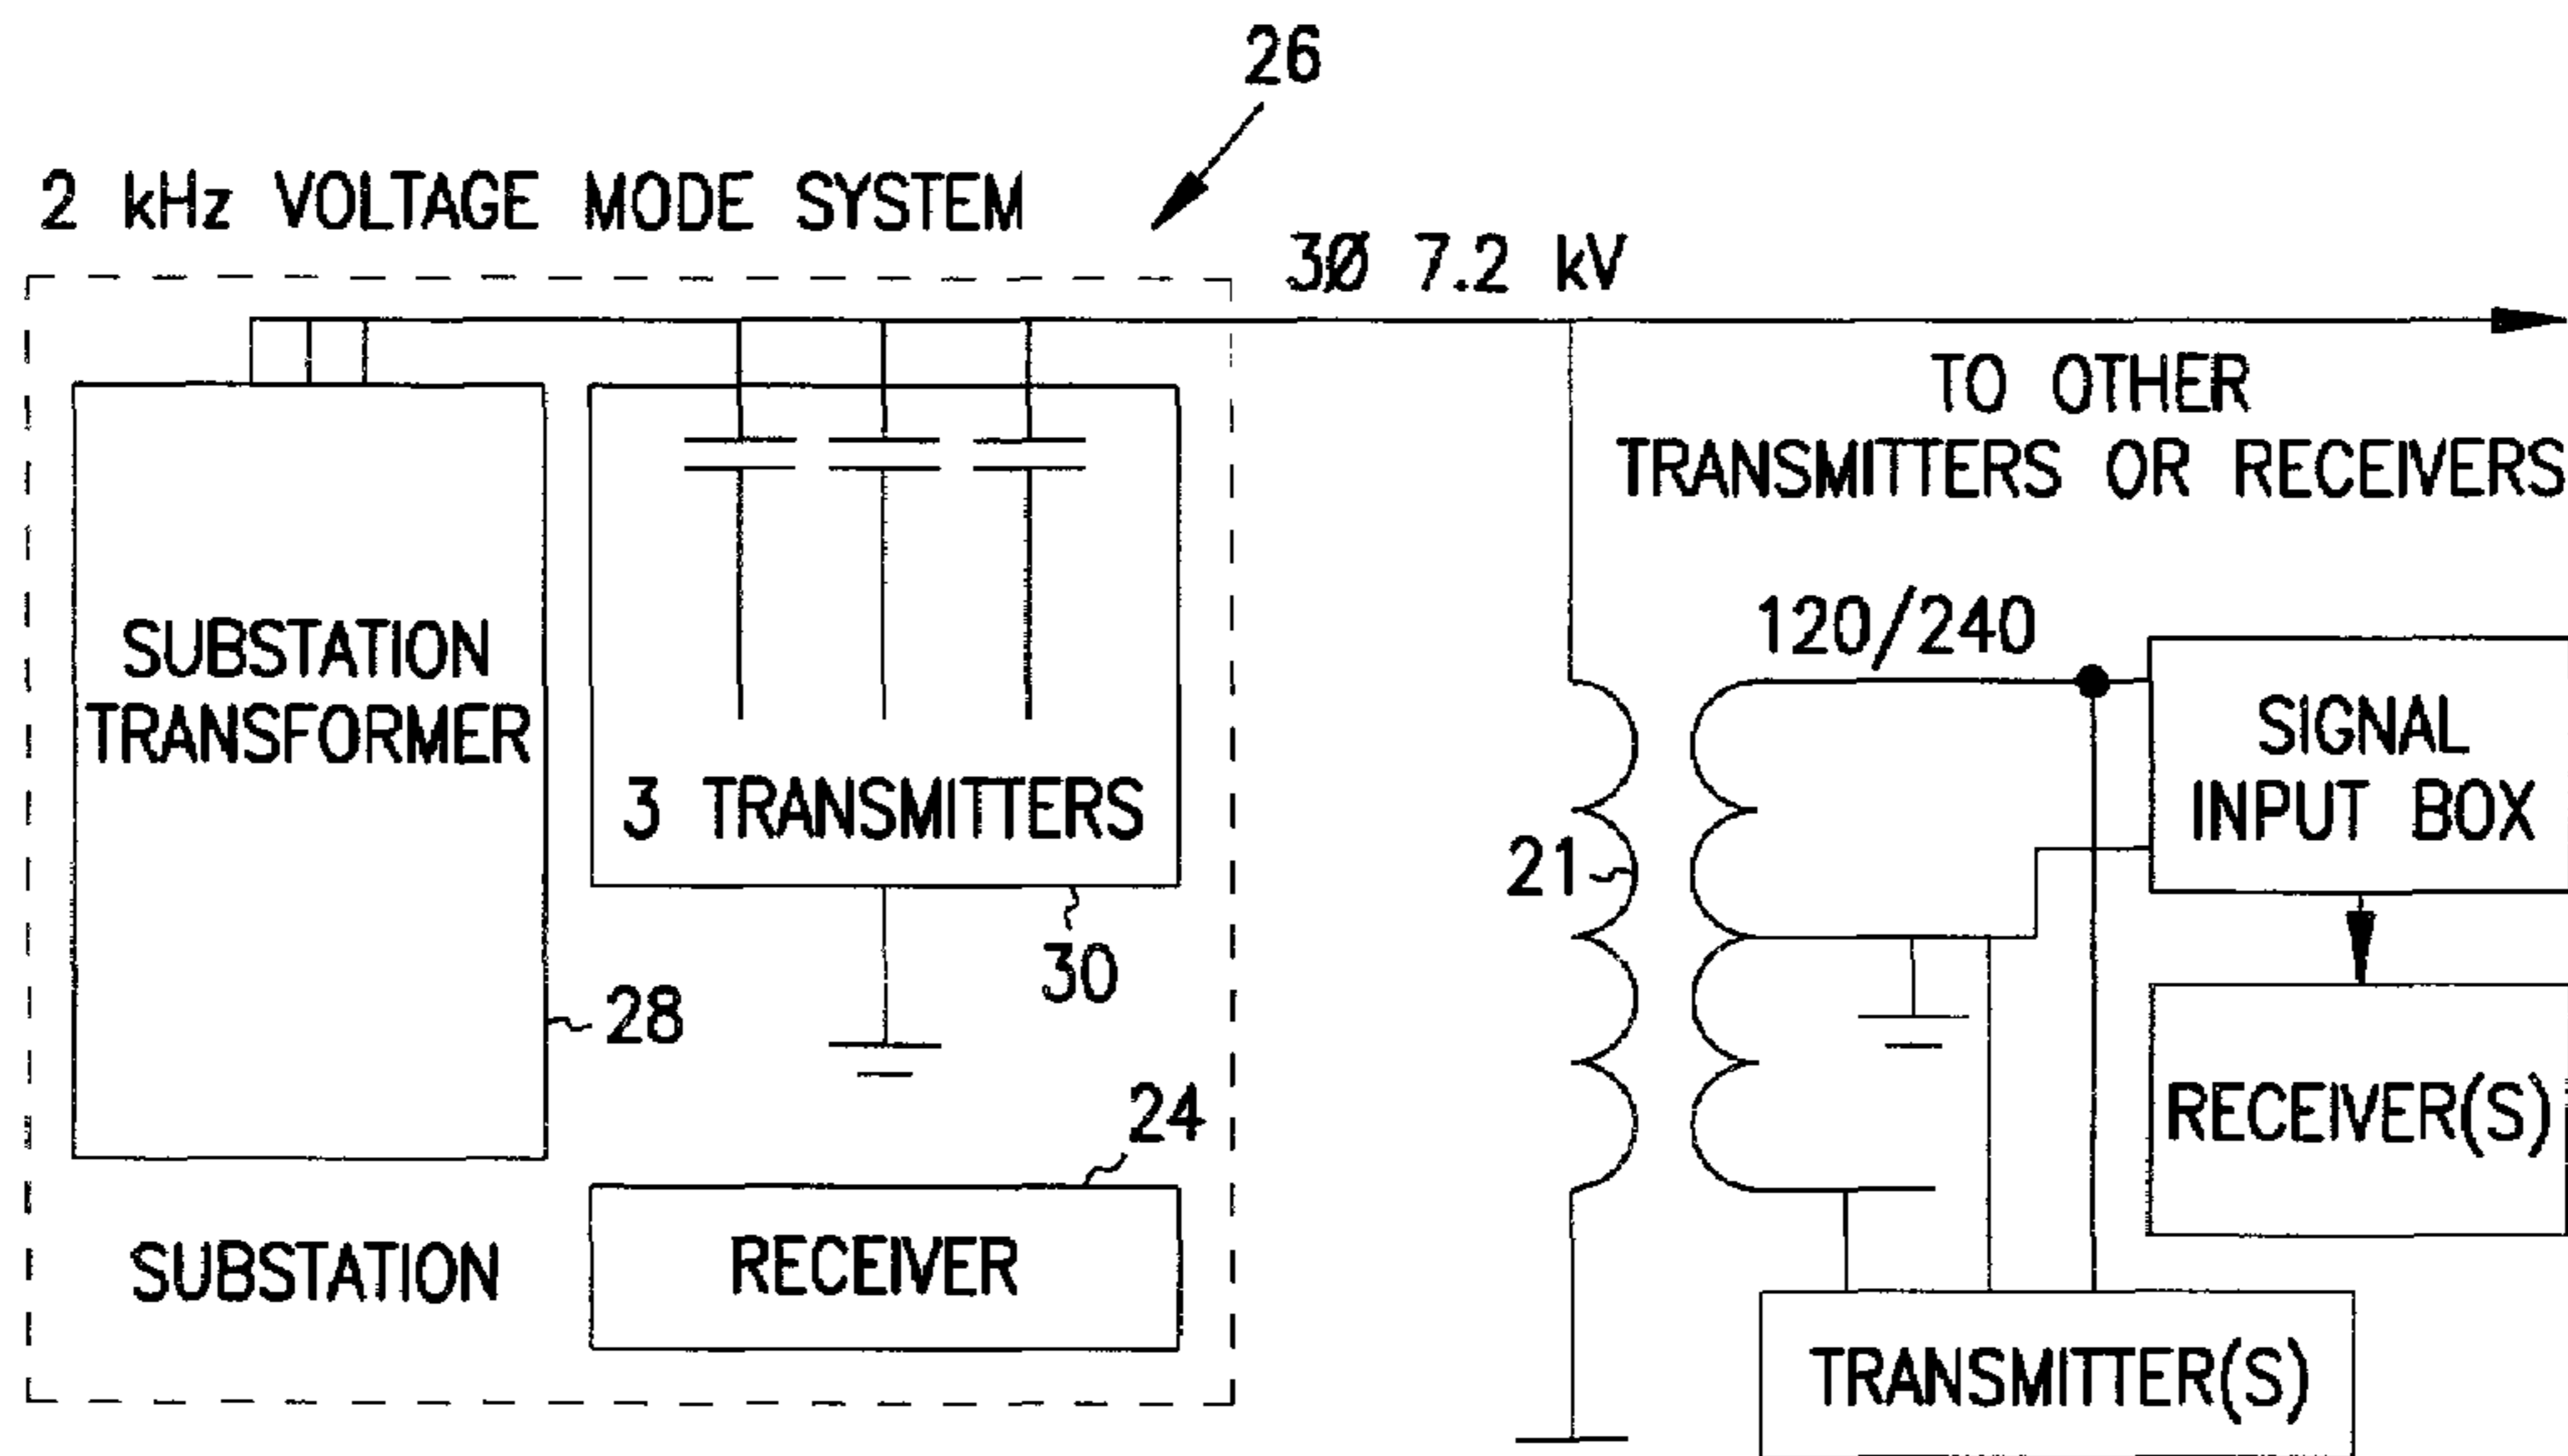 26
2 kHz VOLTAGE MODE SYSTEM
3Ø 7.2 kV
TO OTHER
TRANSMITTERS OR RECEIVERS
SUBSTATION
TRANSFORMER
28
3 TRANSMITTERS
30
24
RECEIVER
SUBSTATION
21
120/240
SIGNAL
INPUT BOX
RECEIVER(S)
TRANSMITTER(S)